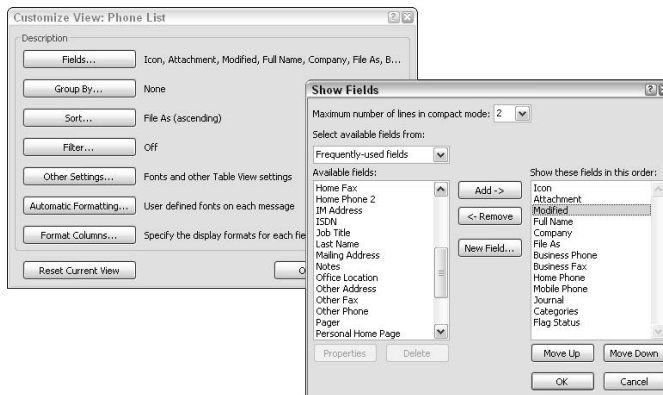 Customize View: Phone List
Description
Fields... Icon, Attachment, Modified, Full Name, Company, File As, B...
Group By... None
Sort... File As (ascending)
Filter... Off
Other Settings... Fonts and other Table View settings
Automatic Formatting... User defined fonts on each message
Format Columns... Specify the display formats for each fie
Reset Current View O
Show Fields
Maximum number of lines in compact mode: 2
Select available fields from:
Frequently-used fields
Available fields:
Home Fax
Home Phone 2
IM Address
ISDN
Job Title
Last Name
Mailing Address
Notes
Office Location
Other Address
Other Fax
Other Phone
Pager
Personal Home Page
Add ->
<- Remove
New Field...
Show these fields in this order:
Icon
Attachment
Modified
Full Name
Company
File As
Business Phone
Business Fax
Home Phone
Mobile Phone
Journal
Categories
Flag Status
Properties Delete
Move Up Move Down
OK Cancel